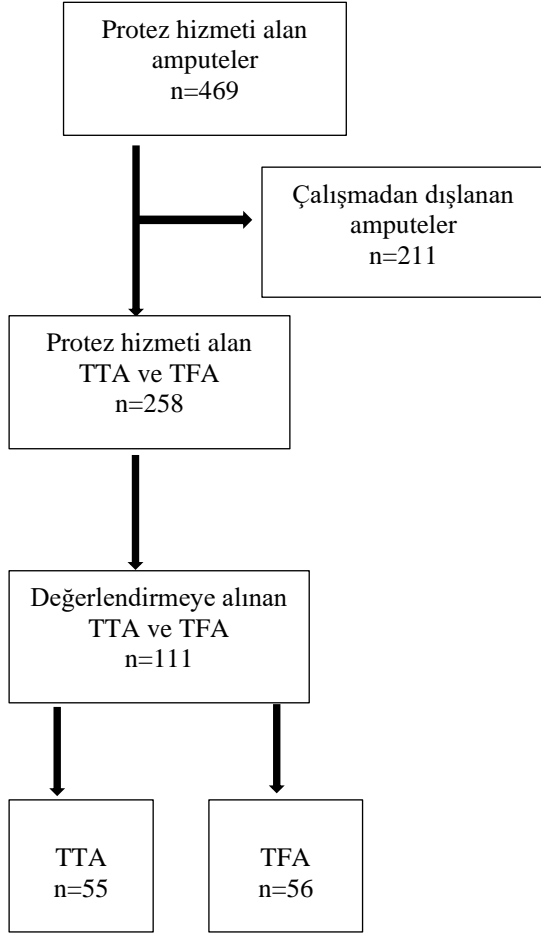 Protez hizmeti alan
amputeler
n=469
Çalışmadan dışlanan
amputeler
n=211
Protez hizmeti alan
TTA ve TFA
n=258
Değerlendirmeye alınan
TTA ve TFA
n=111
TTA
n=55
TFA
n=56